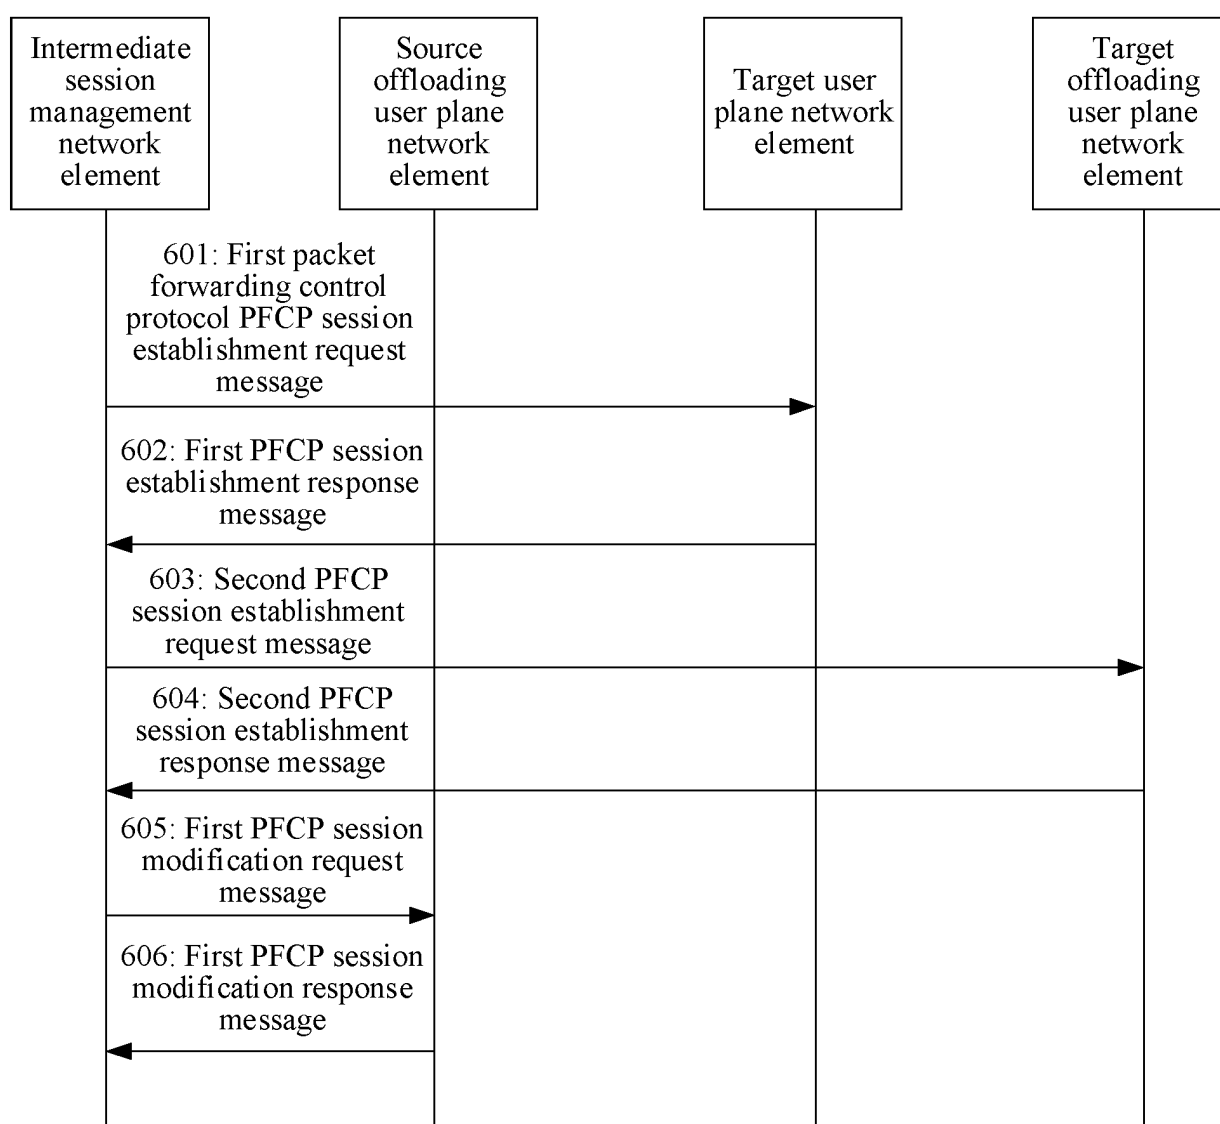 Intermediate
session
management
network
element
Source
offloading
user plane
network
element
Target user
plane network
element
Target
offloading
user plane
network
element
601: First packet
forwarding control
protocol PFCP session
establishment request
message
602: First PFCP session
establishment response
message
603: Second PFCP
session establishment
request message
604: Second PFCP
session establishment
response message
605: First PFCP session
modification request
message
606: First PFCP session
modification response
message